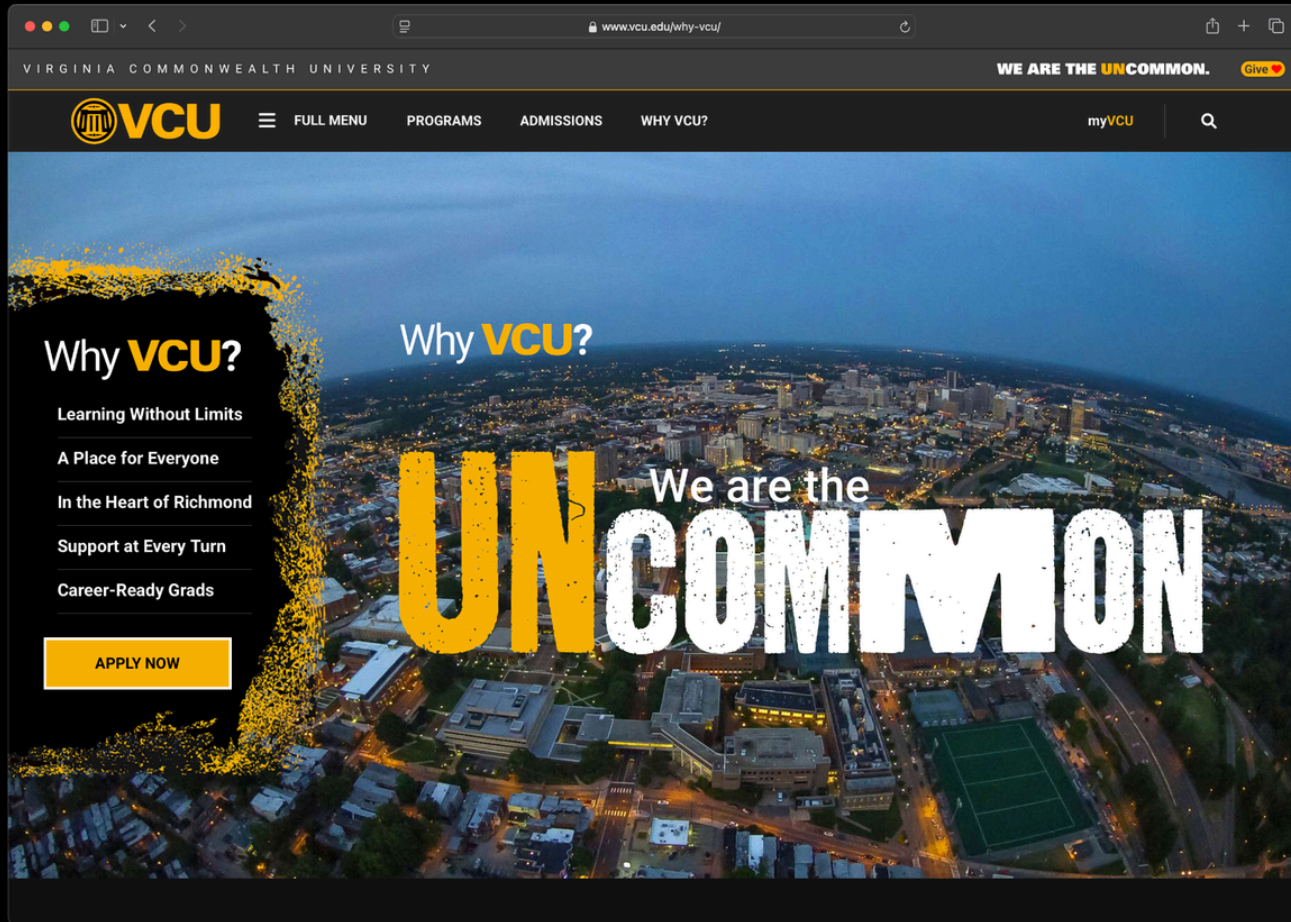 www.vcu.edu/why-vcu/
VIRGINIA COMMONWEALTH UNIVERSITY
WE ARE THE UNCOMMON.
Give
VCU
FULL MENU
PROGRAMS
ADMISSIONS
WHY VCU?
myVCU
Why VCU?
Learning Without Limits
A Place for Everyone
In the Heart of Richmond
Support at Every Turn
Career-Ready Grads
APPLY NOW
Why VCU?
We are the
UNCOMMON